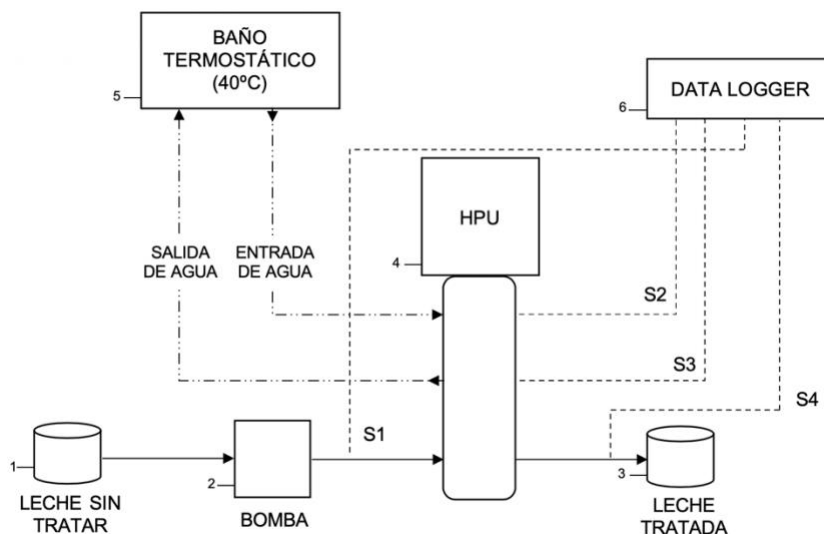 BAÑO
TERMOSTÁTICO
(40ºC)
5
DATA LOGGER
6
HPU
4
SALIDA
DE AGUA
ENTRADA
DE AGUA
S2
S3
S4
S1
1
LECHE SIN
TRATAR
2
BOMBA
3
LECHE
TRATADA